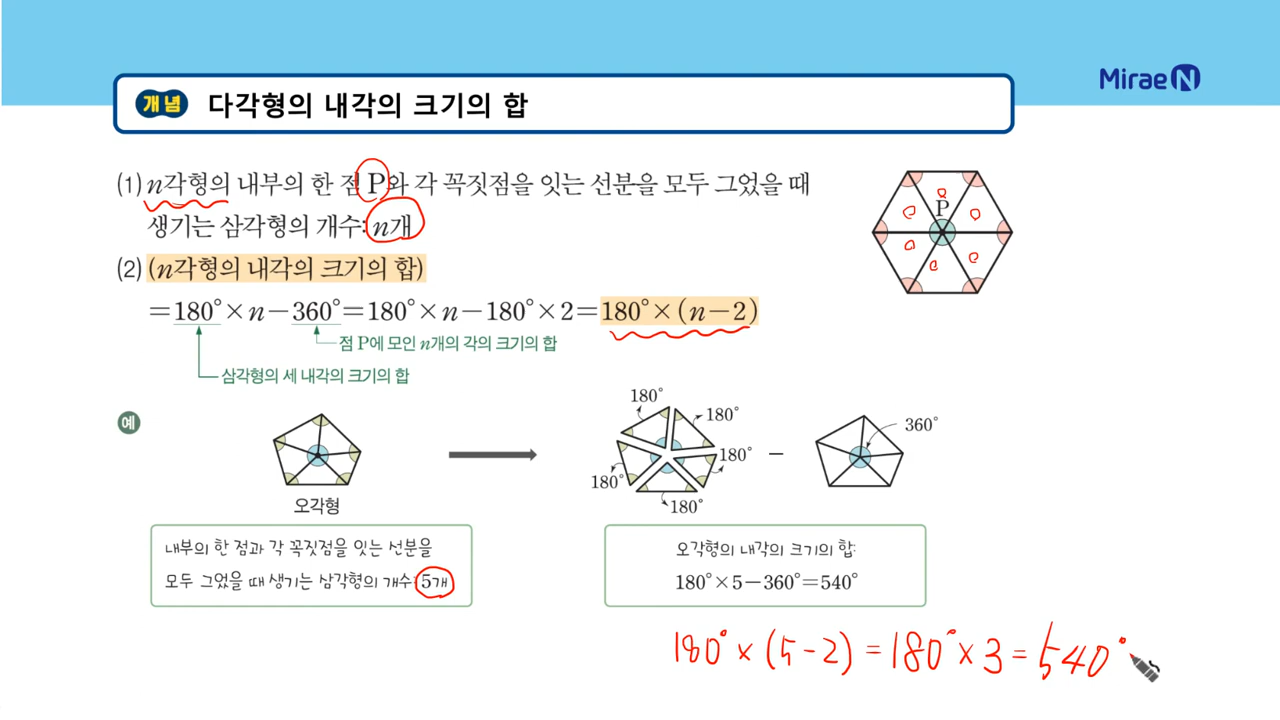 Mirae N
개념 다각형의 내각의 크기의 합
(1) n각형의 내부의 한 점 P와 각 꼭짓점을 잇는 선분을 모두 그었을 때
생기는 삼각형의 개수: n개
P
(2) (n각형의 내각의 크기의 합)
=180°×n-360°=180°×n-180°×2=180°×(n-2)
점 P에 모인 n개의 각의 크기의 합
삼각형의 세 내각의 크기의 합
예
오각형
180°
180°
180°
180°
180°
-
360°
내부의 한 점과 각 꼭짓점을 잇는 선분을
모두 그었을 때 생기는 삼각형의 개수: 5개
오각형의 내각의 크기의 합:
180°×5-360°=540°
180°×(5-2)=180°×3=540°